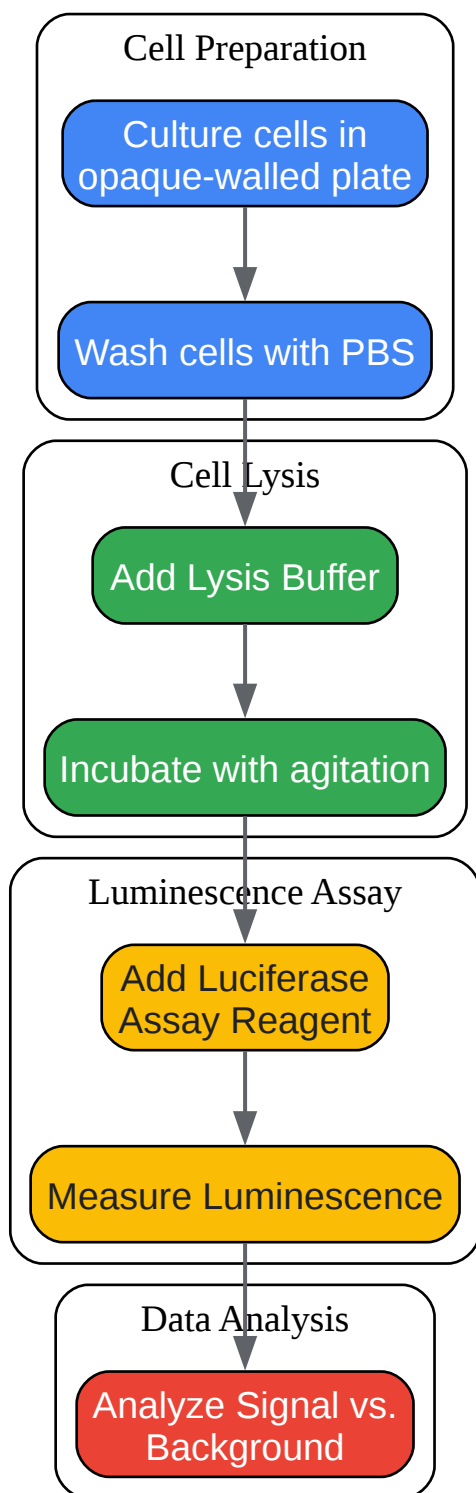 Cell Preparation
Culture cells in
opaque-walled plate
Wash cells with PBS
Cell Lysis
Add Lysis Buffer
Incubate with agitation
Luminescence Assay
Add Luciferase
Assay Reagent
Measure Luminescence
Data Analysis
Analyze Signal vs.
Background